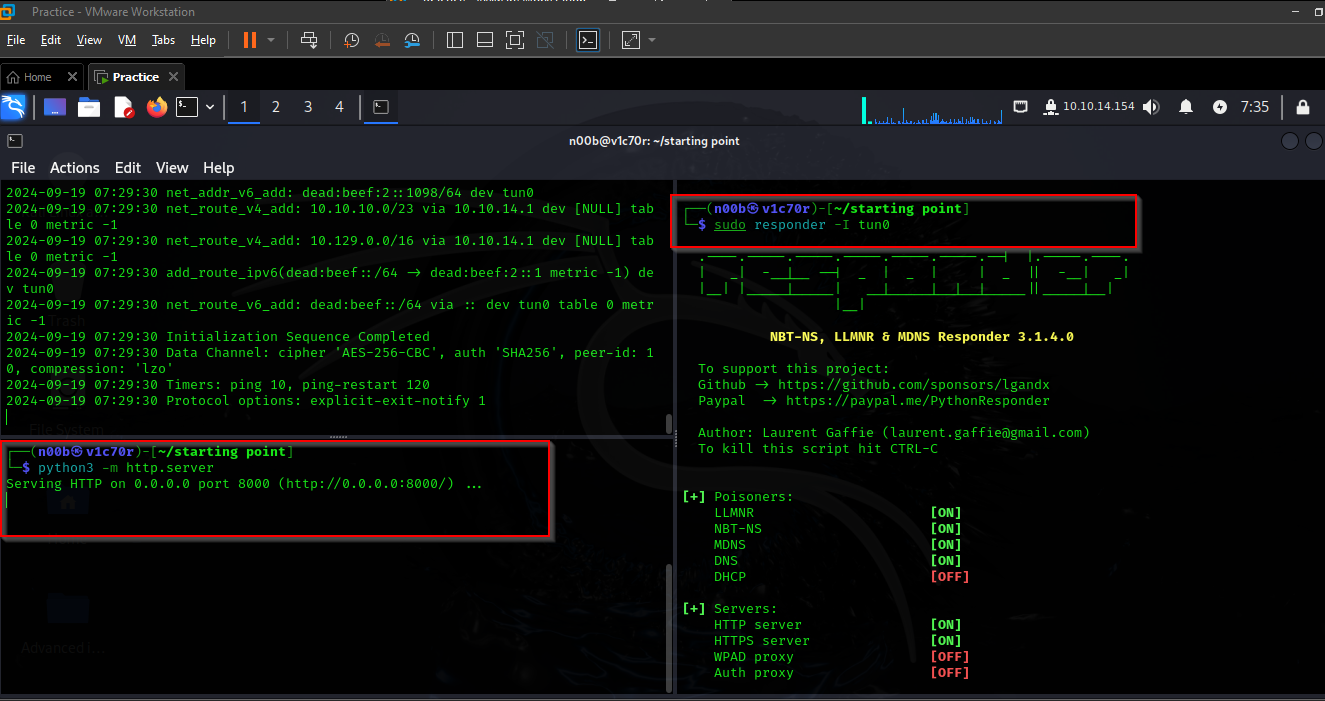 Practice - VMware Workstation
File Edit View VM Tabs Help
Home Practice
1 2 3 4 10.10.14.154 7:35
n00b@v1c70r: ~/starting point
File Actions Edit View Help
2024-09-19 07:29:30 net_addr_v6_add: dead:beef:2::1098/64 dev tun0
2024-09-19 07:29:30 net_route_v4_add: 10.10.10.0/23 via 10.10.14.1 dev [NULL] tab
le 0 metric -1
2024-09-19 07:29:30 net_route_v4_add: 10.129.0.0/16 via 10.10.14.1 dev [NULL] tab
le 0 metric -1
2024-09-19 07:29:30 add_route_ipv6(dead:beef::/64 → dead:beef:2::1 metric -1) de
v tun0
2024-09-19 07:29:30 net_route_v6_add: dead:beef::/64 via :: dev tun0 table 0 metr
ic -1
2024-09-19 07:29:30 Initialization Sequence Completed
2024-09-19 07:29:30 Data Channel: cipher 'AES-256-CBC', auth 'SHA256', peer-id: 1
0, compression: 'lzo'
2024-09-19 07:29:30 Timers: ping 10, ping-restart 120
2024-09-19 07:29:30 Protocol options: explicit-exit-notify 1
File System
┌──(n00b㉿v1c70r)-[~/starting point]
└─$ python3 -m http.server
Serving HTTP on 0.0.0.0 port 8000 (http://0.0.0.0:8000/) ...
┌──(n00b㉿v1c70r)-[~/starting point]
└─$ sudo responder -I tun0
NBT-NS, LLMNR & MDNS Responder 3.1.4.0
To support this project:
Github → https://github.com/sponsors/lgandx
Paypal → https://paypal.me/PythonResponder
Author: Laurent Gaffie (laurent.gaffie@gmail.com)
To kill this script hit CTRL-C
[+] Poisoners:
LLMNR [ON]
NBT-NS [ON]
MDNS [ON]
DNS [ON]
DHCP [OFF]
[+] Servers:
HTTP server [ON]
HTTPS server [ON]
WPAD proxy [OFF]
Auth proxy [OFF]